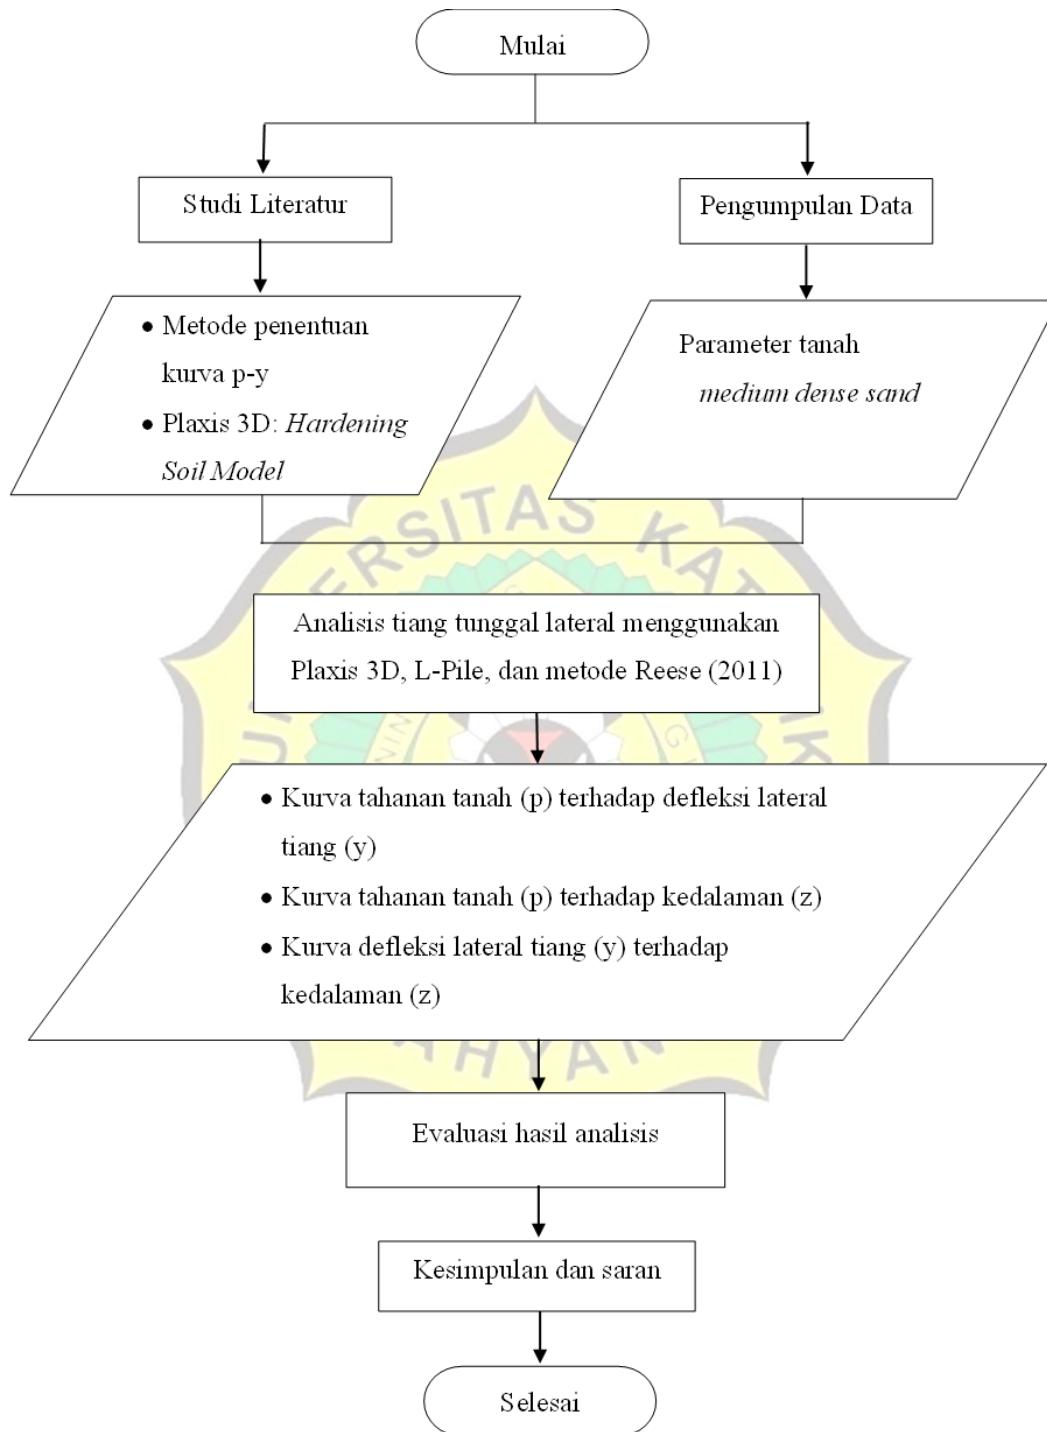 Mulai
Studi Literatur
Pengumpulan Data
• Metode penentuan
kurva p-y
• Plaxis 3D: Hardening
Soil Model
Parameter tanah
medium dense sand
Analisis tiang tunggal lateral menggunakan
Plaxis 3D, L-Pile, dan metode Reese (2011)
• Kurva tahanan tanah (p) terhadap defleksi lateral
tiang (y)
• Kurva tahanan tanah (p) terhadap kedalaman (z)
• Kurva defleksi lateral tiang (y) terhadap
kedalaman (z)
Evaluasi hasil analisis
Kesimpulan dan saran
Selesai